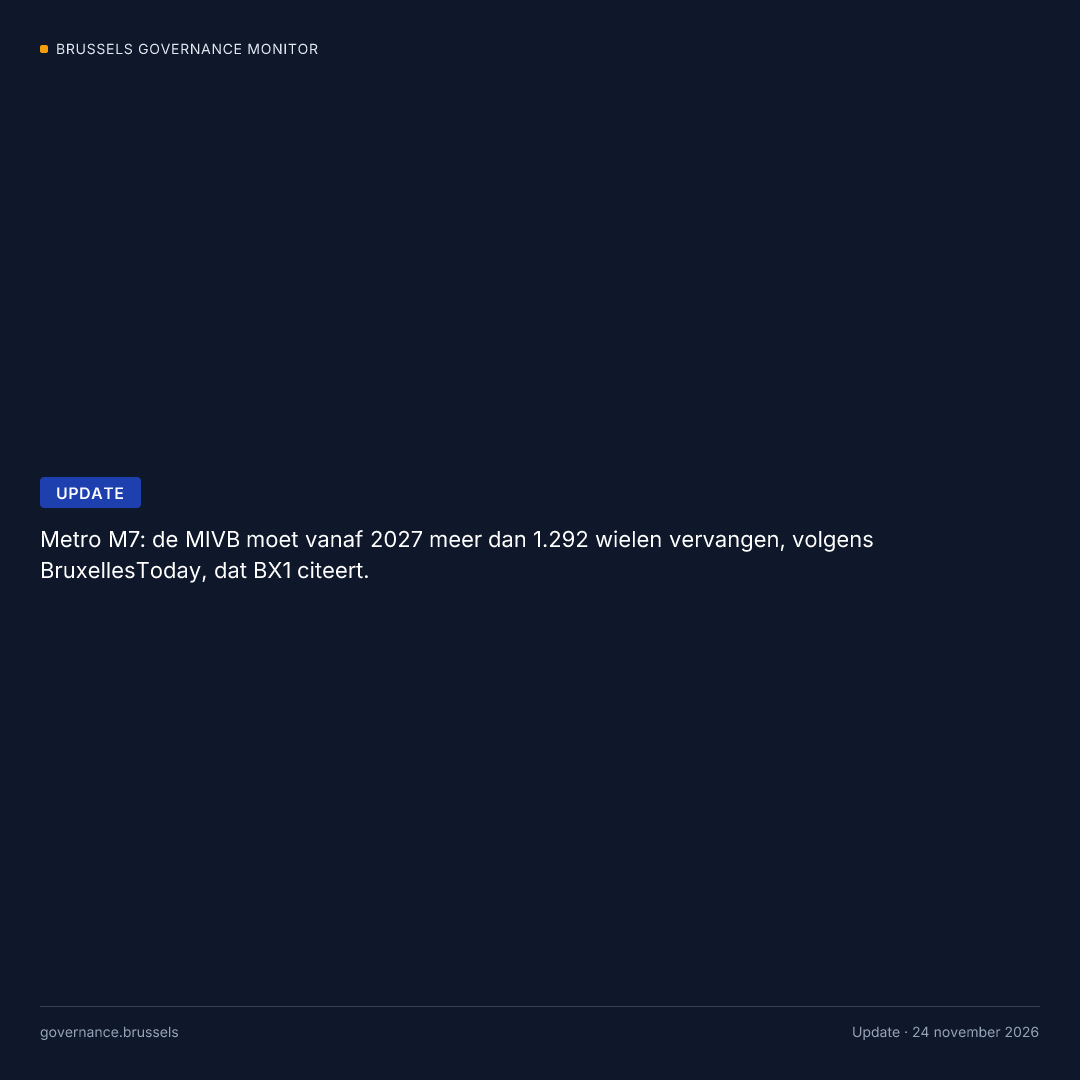 BRUSSELS GOVERNANCE MONITOR
UPDATE
Metro M7: de MIVB moet vanaf 2027 meer dan 1.292 wielen vervangen, volgens
BruxellesToday, dat BX1 citeert.
governance.brussels
Update · 24 november 2026